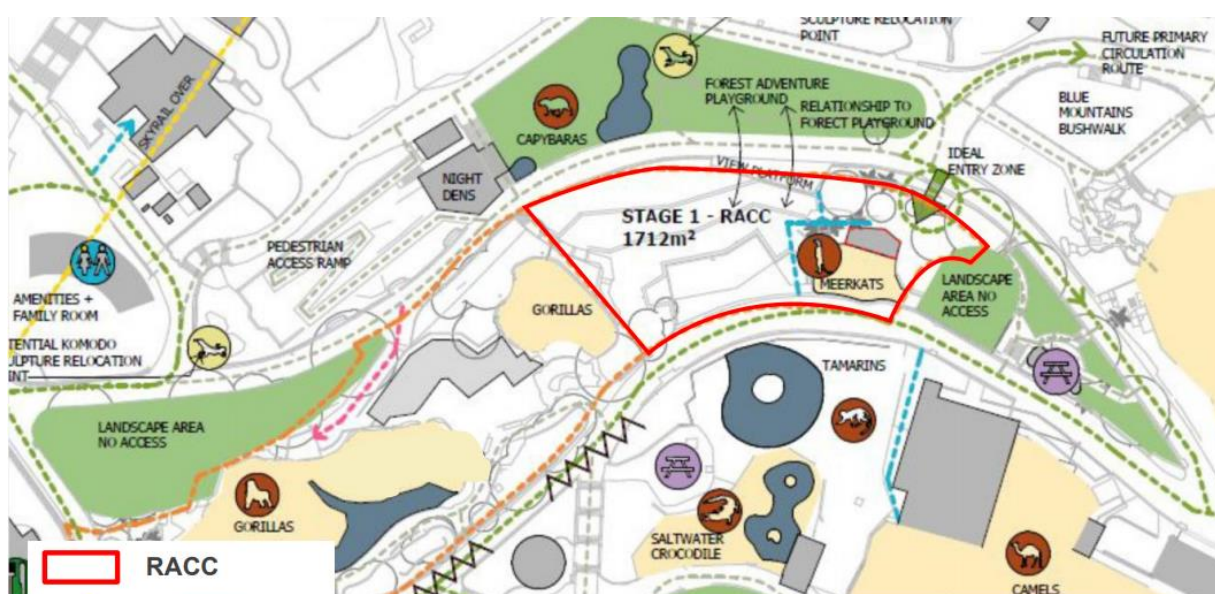 SCULPTURE RELOCATION
POINT
FUTURE PRIMARY
CIRCULATION
ROUTE
SKYRAIL OVER
FOREST ADVENTURE
PLAYGROUND
RELATIONSHIP TO
FORECT PLAYGROUND
BLUE
MOUNTAINS
BUSHWALK
CAPYBARAS
IDEAL
ENTRY ZONE
NIGHT
DENS
VIEW PLATFORM
STAGE 1 - RACC
1712m²
PEDESTRIAN
ACCESS RAMP
MEERKATS
LANDSCAPE
AREA NO
ACCESS
AMENITIES +
FAMILY ROOM
GORILLAS
TENTIAL KOMODO
ULPTURE RELOCATION
INT
TAMARINS
LANDSCAPE AREA
NO ACCESS
GORILLAS
SALTWATER
CROCODILE
CAMELS
RACC